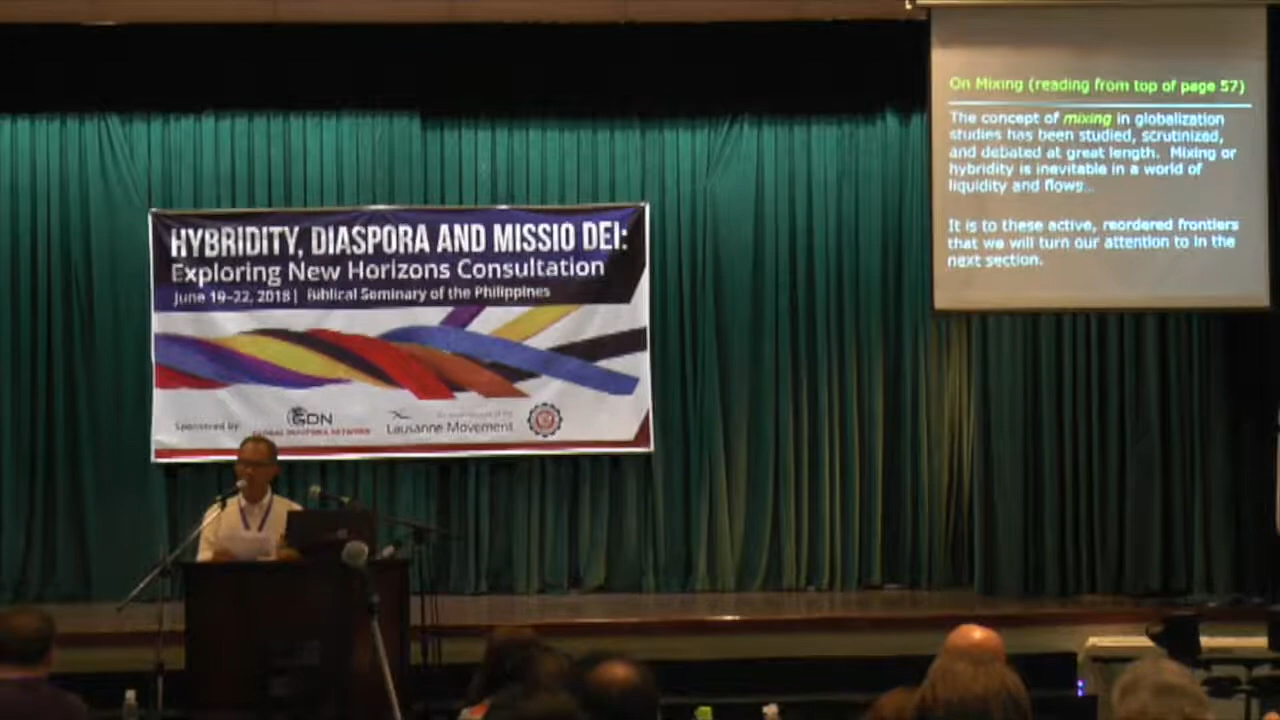 HYBRIDITY, DIASPORA AND MISSIO DEI:
Exploring New Horizons Consultation
June 19-22, 2018 | Biblical Seminary of the Philippines
Sponsored by:
GDN
GLOBAL DIASPORA NETWORK
Lausanne Movement
On Mixing (reading from top of page 57)
The concept of mixing in globalization
studies has been studied, scrutinized,
and debated at great length. Mixing or
hybridity is inevitable in a world of
liquidity and flows...
It is to these active, reordered frontiers
that we will turn our attention to in the
next section.